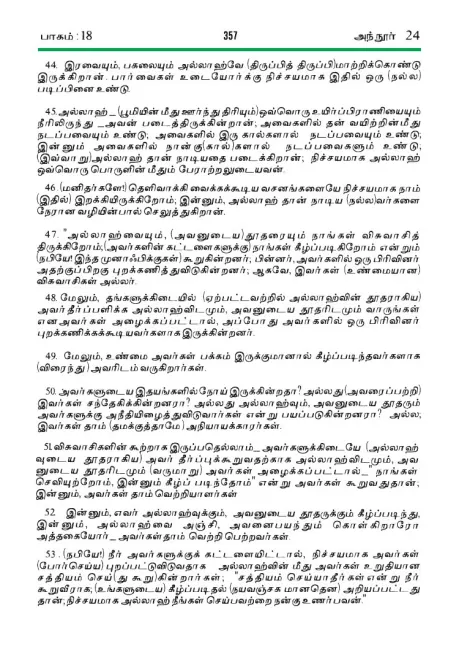 பாகம் : 18 357 அந்நூர் 24
44. இரவையும், பகலையும் அல்லாஹ்வே (திருப்பித் திருப்பி)மாற்றிக்கொண்டு
இருக்கிறான். பார்வைகள் உடையோர்க்கு நிச்சயமாக இதில் ஒரு (நல்ல)
படிப்பினை உண்டு.
45.அல்லாஹ்_ (பூமியின் மீது ஊர்ந்து திரியும்)ஒவ்வொரு உயிர்ப்பிராணியையும்
நீரிலிருந்து _அவன் படைத்திருக்கின்றான்; அவைகளில் தன் வயிற்றின்மீது
நடப்பவையும் உண்டு, அவைகளில் இரு கால்களால் நடப்பவையும் உண்டு;
இன்னும் அவைகளில் நான்கு(கால்)களால் நடப்பவைகளும் உண்டு,
(இவ்வாறு)அல்லாஹ் தான் நாடியதை படைக்கிறான்; நிச்சயமாக அல்லாஹ்
ஒவ்வொரு பொருளின் மீதும் பேராற்றலுடையவன்.
46. (மனிதர்களே!) தெளிவாக்கி வைக்கக்கூடிய வசனங்களையே நிச்சயமாக நாம்
(இதில்) இறக்கியிருக்கிறோம்; இன்னும், அல்லாஹ் தான் நாடிய (நல்ல)வர்களை
நேரான வழியின்பால் செலுத்துகிறான்.
47. "அல்லாஹ்வையும், (அவனுடைய)தூதரையும் நாங்கள் விசுவாசித்
திருக்கிறோம்;(அவர்களின் கட்டளைகளுக்கு) நாங்கள் கீழ்ப்படிகிறோம் என்றும்
(நபியே! இந்த முனாஃபிக்குகள்) கூறுகின்றனர்; பின்னர், அவர்களில் ஒரு பிரிவினர்
அதற்குப்பிறகு புறக்கணித்துவிடுகின்றனர்; ஆகவே, இவர்கள் (உண்மையான)
விசுவாசிகள் அல்லர்.
48. மேலும், தங்களுக்கிடையில் (ஏற்பட்டவற்றில் அல்லாஹ்வின் தூதராகிய)
அவர் தீர்ப்பளிக்க அல்லாஹ்விடமும், அவனுடைய தூதரிடமும் வாருங்கள்
என அவர்கள் அழைக்கப்பட்டால், அப்போது அவர்களில் ஒரு பிரிவினர்
புறக்கணிக்கக்கூடியவர்களாக இருக்கின்றனர்.
49. மேலும், உண்மை அவர்கள் பக்கம் இருக்குமானால் கீழ்ப்படிந்தவர்களாக
(விரைந்து) அவரிடம் வருகிறார்கள்.
50. அவர்களுடைய இதயங்களில் நோய் இருக்கின்றதா? அல்லது (அவரைப்பற்றி)
இவர்கள் சந்தேகிக்கின்றனரா? அல்லது அல்லாஹ்வும், அவனுடைய தூதரும்
அவர்களுக்கு அநீதியிழைத்துவிடுவார்கள் என்று பயப்படுகின்றனரா? அல்ல;
இவர்கள் தாம் (தமக்குத்தாமே) அநியாயக்காரர்கள்.
51.விசுவாசிகளின் கூற்றாக இருப்பதெல்லாம்_ அவர்களுக்கிடையே (அல்லாஹ்
வுடைய தூதராகிய) அவர் தீர்ப்புக்கூறுவதற்காக அல்லாஹ்விடமும், அவ
னுடைய தூதரிடமும் (வருமாறு) அவர்கள் அழைக்கப்பட்டால்_ "நாங்கள்
செவியுற்றோம், இன்னும் கீழ்ப் படிந்தோம்" என்று அவர்கள் கூறுவதுதான்;
இன்னும், அவர்கள் தாம் வெற்றியாளர்கள்
52. இன்னும், எவர் அல்லாஹ்வுக்கும், அவனுடைய தூதருக்கும் கீழ்ப்படிந்து,
இன்னும், அல்லாஹ்வை அஞ்சி, அவனைபயந்தும் கொள்கிறாரோ
அத்தகையோர்_ அவர்கள்தாம் வெற்றி பெற்றவர்கள்.
53 . (நபியே!) நீர் அவர்களுக்குக் கட்டளையிட்டால், நிச்சயமாக அவர்கள்
(போர்செய்ய) புறப்பட்டுவிடுவதாக அல்லாஹ்வின் மீது அவர்கள் உறுதியான
சத்தியம் செய்(து கூறு)கின்றார்கள்; "சத்தியம் செய்யாதீர்கள் என்று நீர்
கூறுவீராக; (உங்களுடைய) கீழ்ப்படிதல் (நயவஞ்சக மானதென) அறியப்பட்டது
தான்; நிச்சயமாக அல்லாஹ் நீங்கள் செய்பவற்றை நன்கு உணர்பவன்."